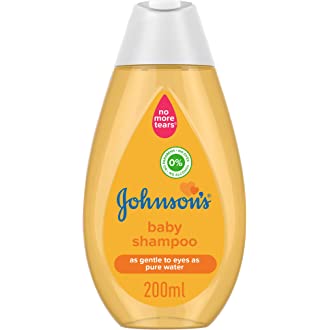 no
more
tears®
0%
Johnson's
baby
shampoo
as gentle to eyes as
pure water
200ml